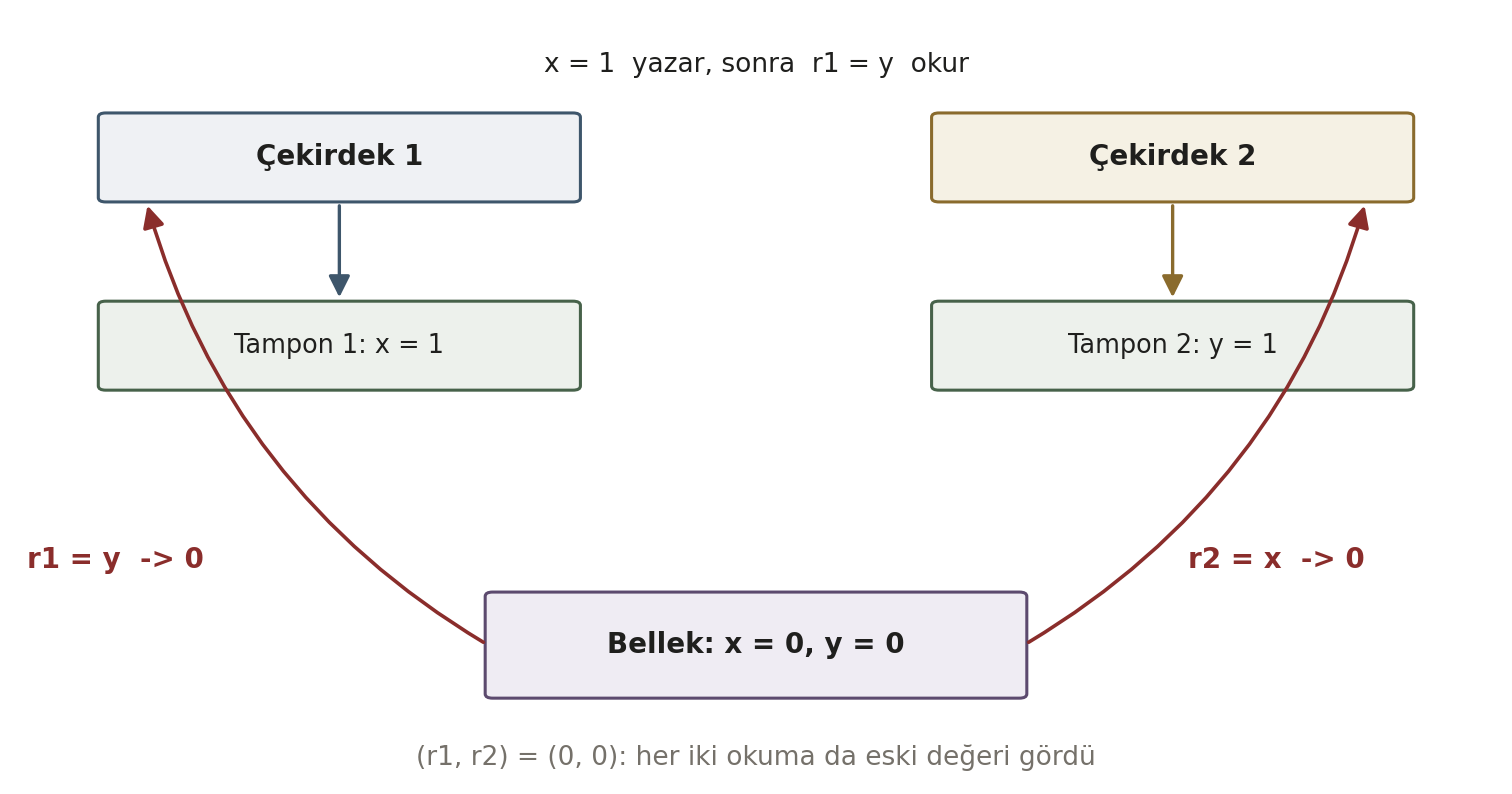 x = 1  yazar, sonra  r1 = y  okur
Çekirdek 1
Çekirdek 2
Tampon 1: x = 1
Tampon 2: y = 1
r1 = y  -> 0
r2 = x  -> 0
Bellek: x = 0, y = 0
(r1, r2) = (0, 0): her iki okuma da eski değeri gördü